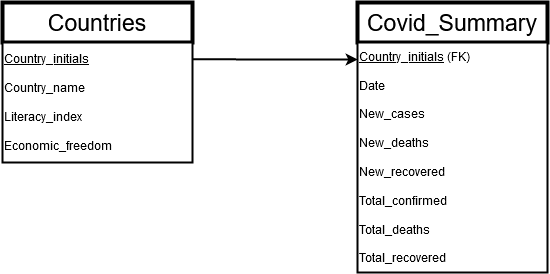 Countries
Country_initials
Country_name
Literacy_index
Economic_freedom
Covid_Summary
Country_initials (FK)
Date
New_cases
New_deaths
New_recovered
Total_confirmed
Total_deaths
Total_recovered